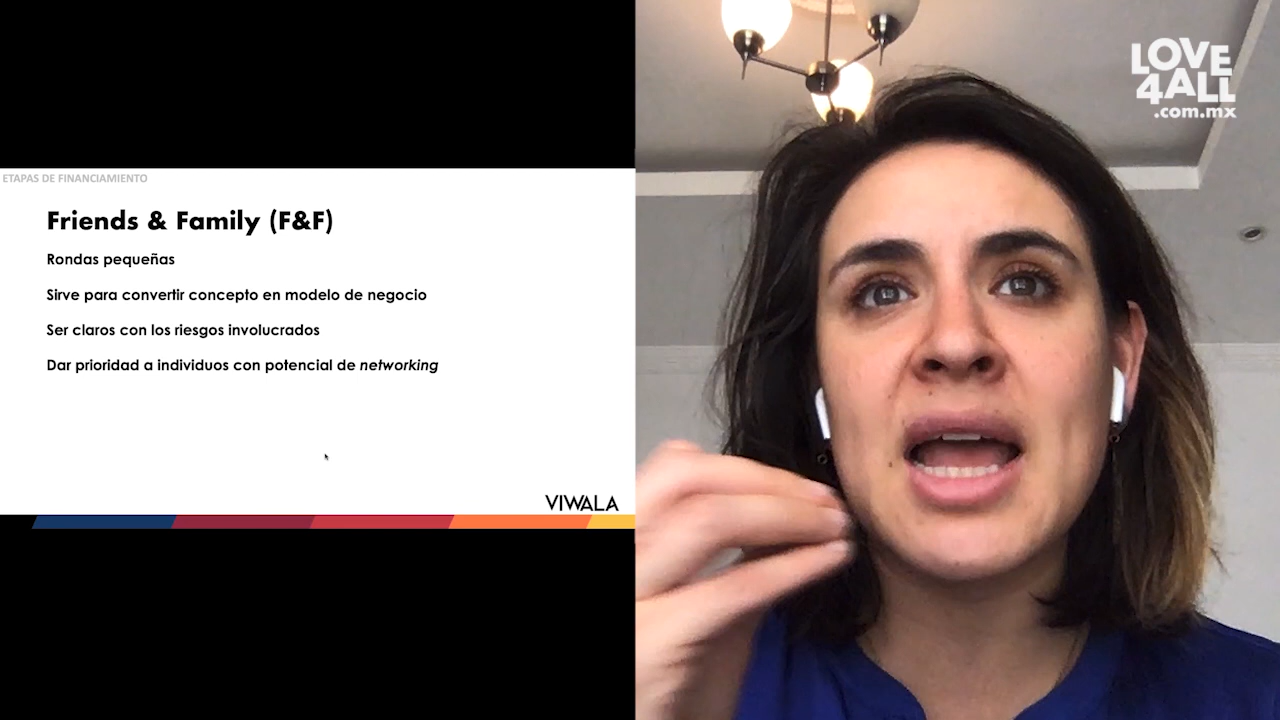 ETAPAS DE FINANCIAMIENTO
Friends & Family (F&F)
Rondas pequeñas
Sirve para convertir concepto en modelo de negocio
Ser claros con los riesgos involucrados
Dar prioridad a individuos con potencial de networking
VIWALA
LOVE
4ALL
.com.mx